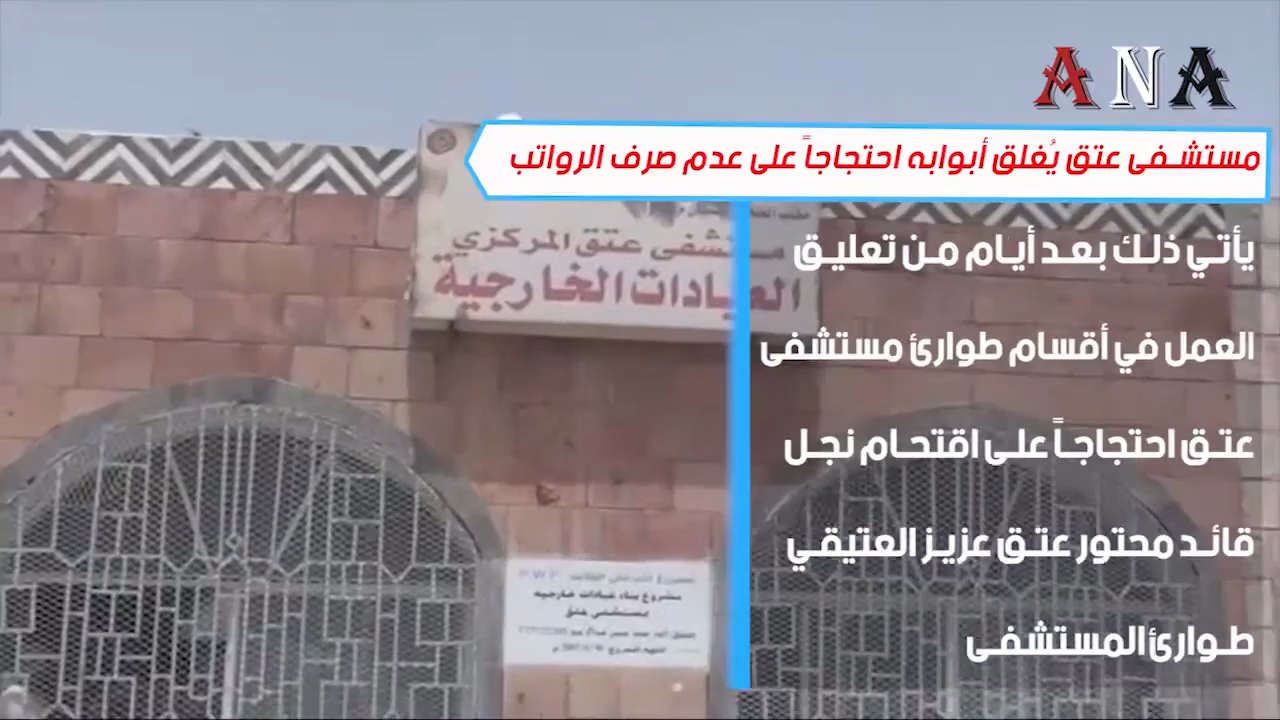 ANA
مستشفى عتق يُغلق أبوابه احتجاجاً على عدم صرف الرواتب
يأتي ذلك بعد أيام من تعليق
العمل في أقسام طوارئ مستشفى
عتق احتجاجاً على اقتحام نجل
قائد محتور عتق عزيز العتيقي
طوارئ المستشفى
مستشفى عتق المركزي
العيادات الخارجية
مشروع بناء عيادات خارجية
مستشفى عتق